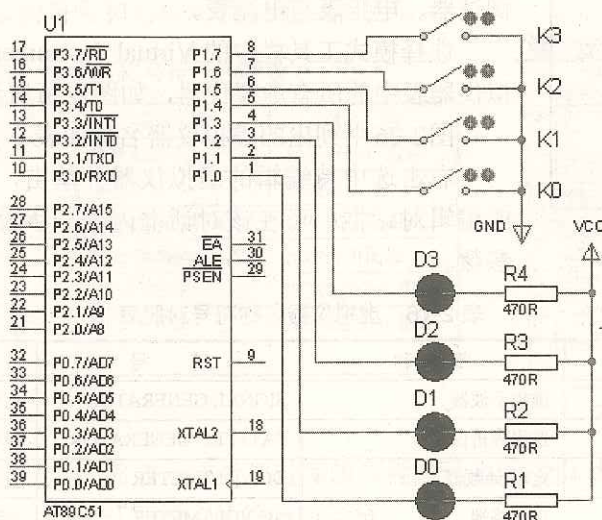 U1
17 P3.7/RD P1.7 8
16 P3.6/WR P1.6 7
15 P3.5/T1 P1.5 6
14 P3.4/T0 P1.4 5
13 P3.3/INT1 P1.3 4
12 P3.2/INT0 P1.2 3
11 P3.1/TXD P1.1 2
10 P3.0/RXD P1.0 1
28 P2.7/A15
27 P2.6/A14
26 P2.5/A13 EA 31
25 P2.4/A12 ALE 30
24 P2.3/A11 PSEN 29
23 P2.2/A10
22 P2.1/A9
21 P2.0/A8
32 P0.7/AD7 RST 9
33 P0.6/AD6
34 P0.5/AD5
35 P0.4/AD4
36 P0.3/AD3 XTAL2 18
37 P0.2/AD2
38 P0.1/AD1
39 P0.0/AD0 XTAL1 19
AT89C51
K3
K2
K1
K0
GND
VCC
D3 R4
470R
D2 R3
470R
D1 R2
470R
D0 R1
470R